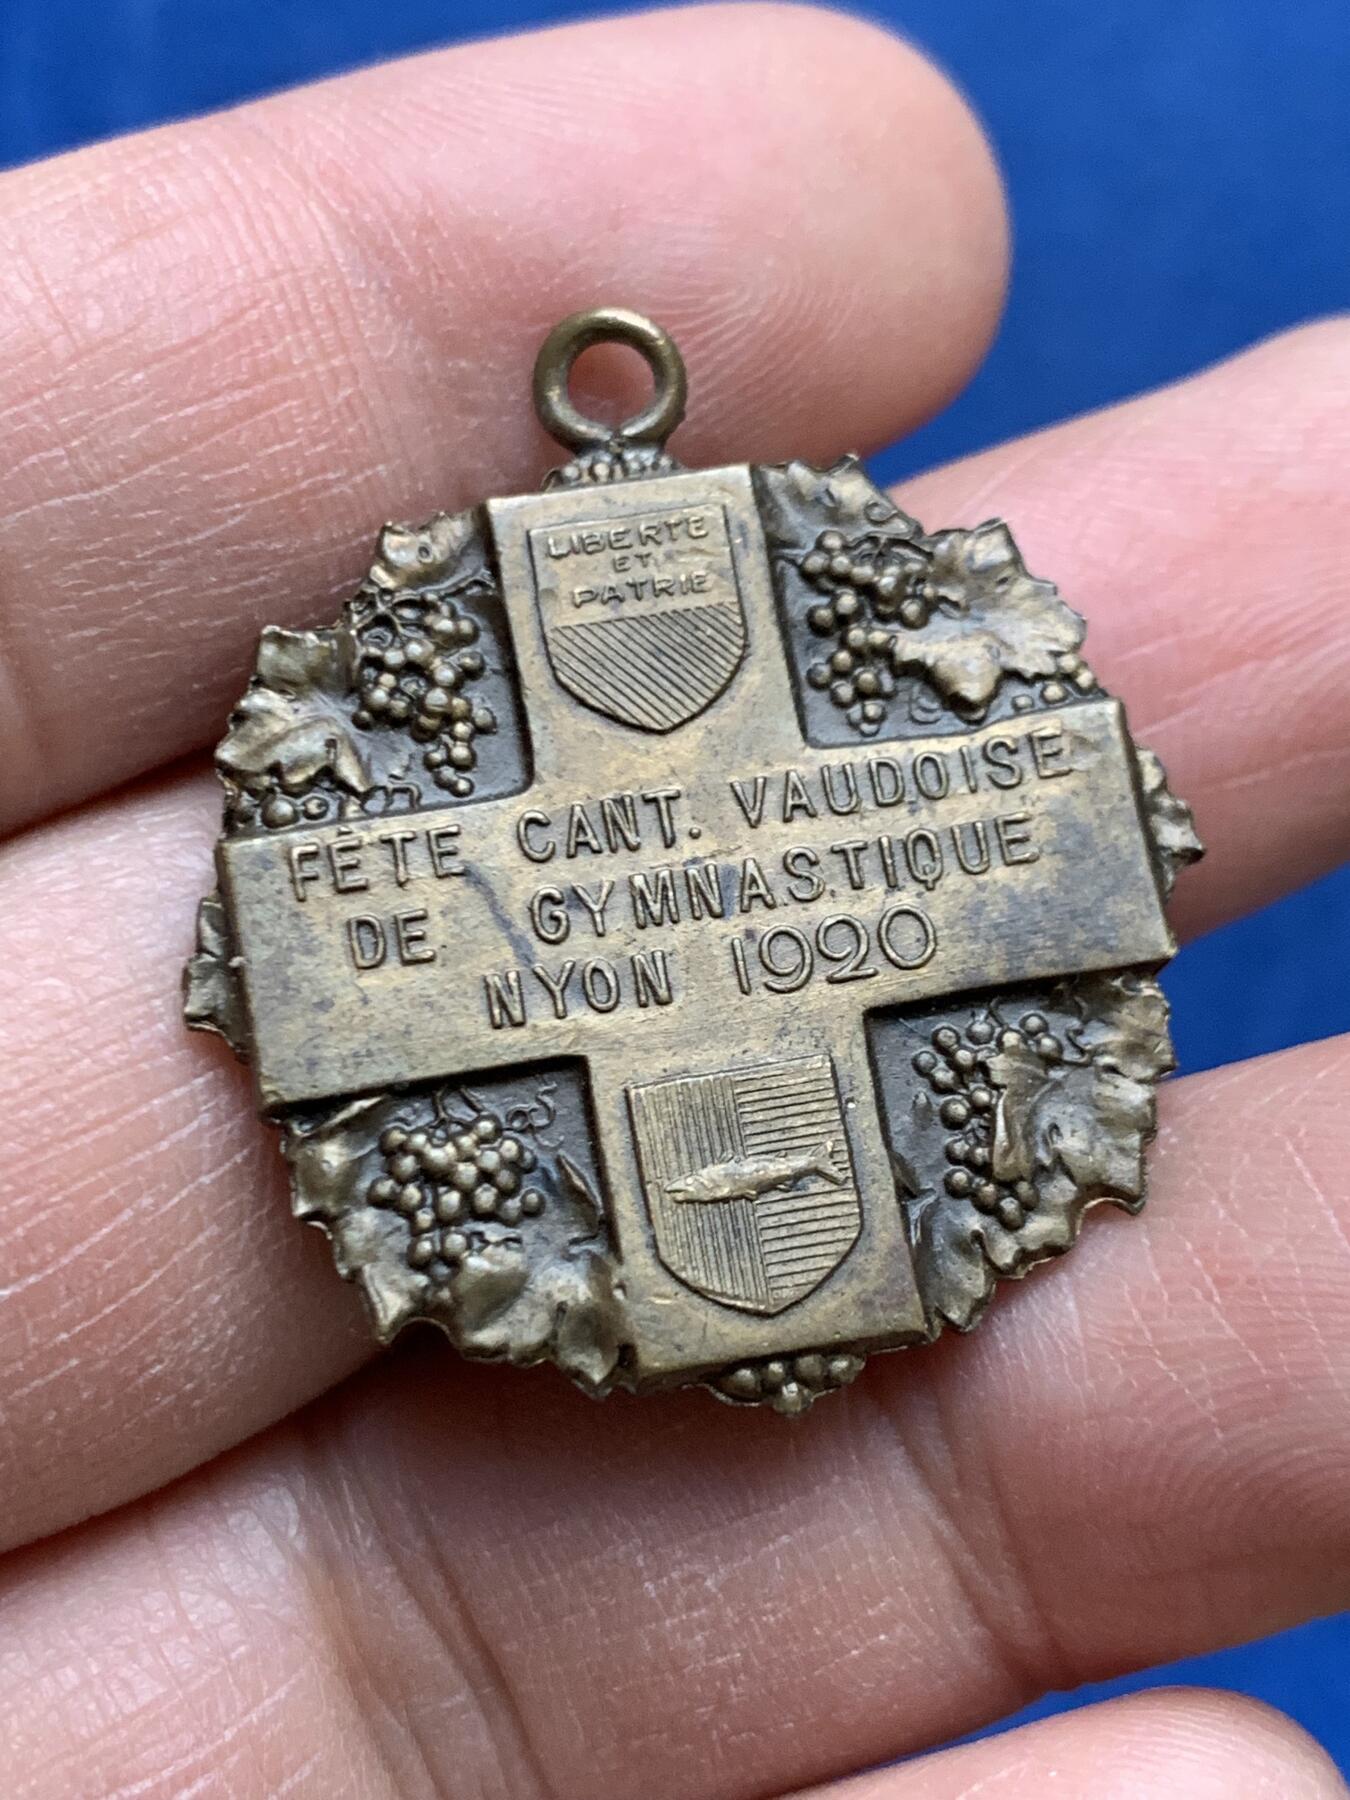 LIBERTE
ET
PATRIE
FÊTE CANT. VAUDOISE
DE GYMNASTIQUE
NYON 1920